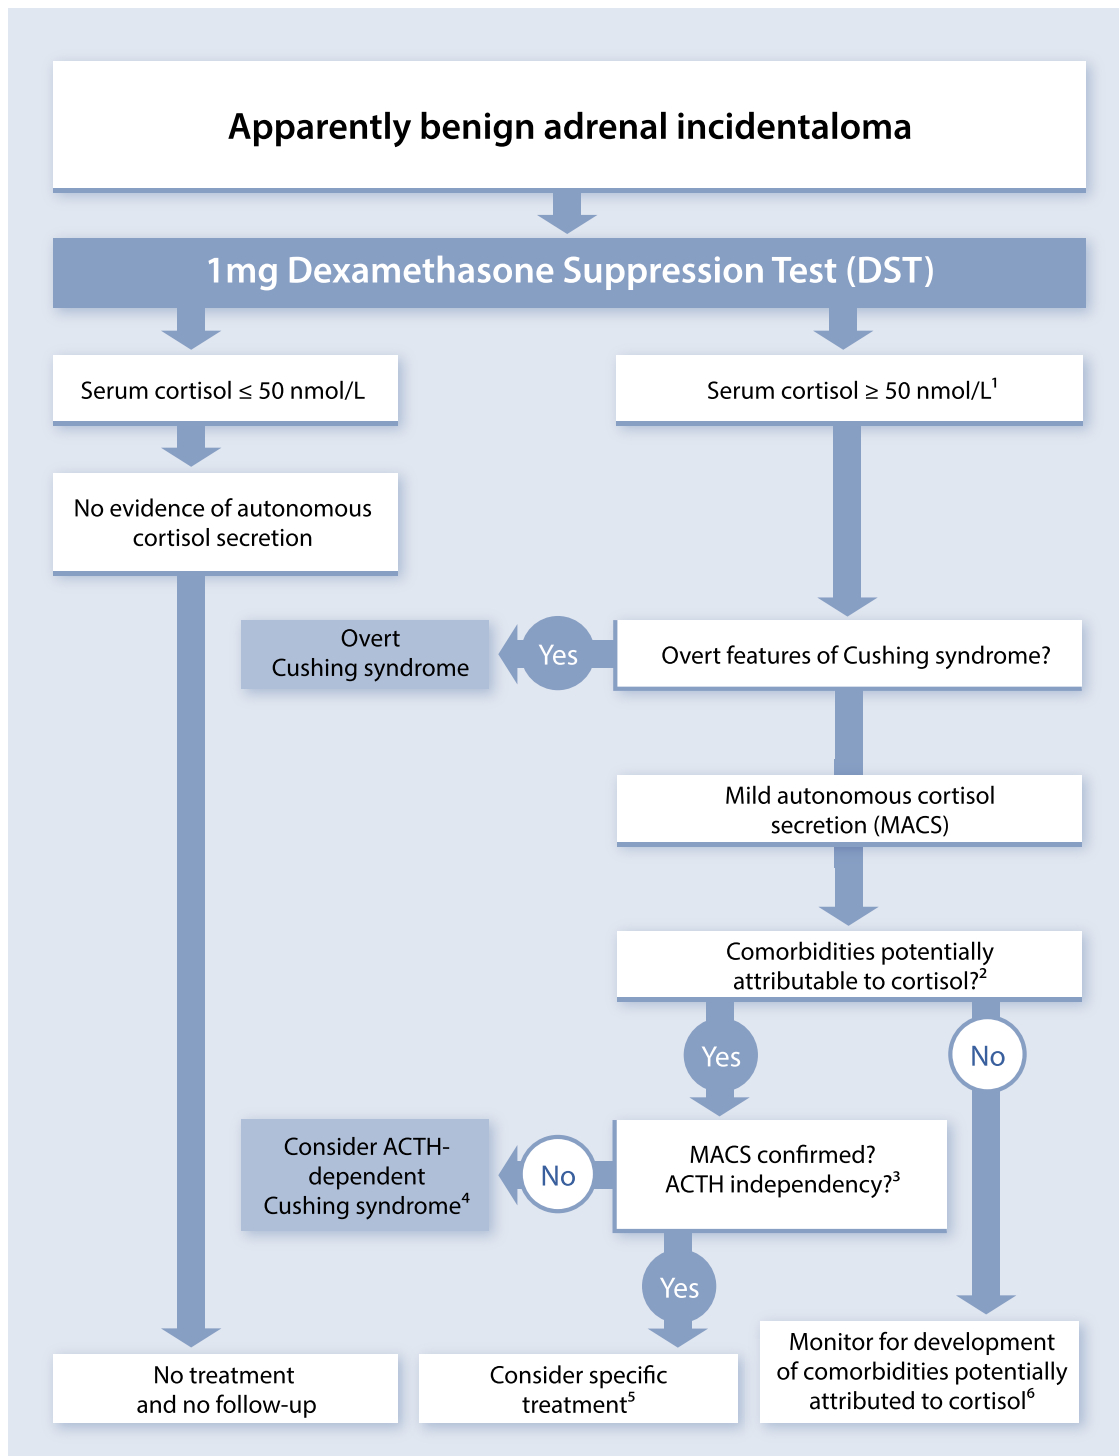 Apparently benign adrenal incidentaloma
1mg Dexamethasone Suppression Test (DST)
Serum cortisol ≤ 50 nmol/L
Serum cortisol ≥ 50 nmol/L¹
No evidence of autonomous
cortisol secretion
Overt
Cushing syndrome
Yes
Overt features of Cushing syndrome?
Mild autonomous cortisol
secretion (MACS)
Comorbidities potentially
attributable to cortisol?²
Yes
No
Consider ACTH-
dependent
Cushing syndrome⁴
No
MACS confirmed?
ACTH independency?³
Yes
No treatment
and no follow-up
Consider specific
treatment⁵
Monitor for development
of comorbidities potentially
attributed to cortisol⁶